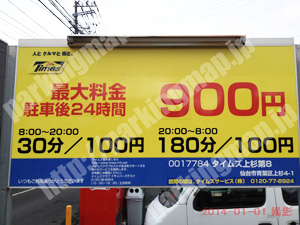 人と クルマと 街と。
Times
最大料金
駐車後24時間
900円
8:00~20:00
30分／100円
20:00~8:00
180分／100円
0017784 タイムズ上杉第8
仙台市青葉区上杉4-1
いつもご利用ありがとうございます
タイムズサービス(株) 0120-77-8924
2014-01-01 撮影